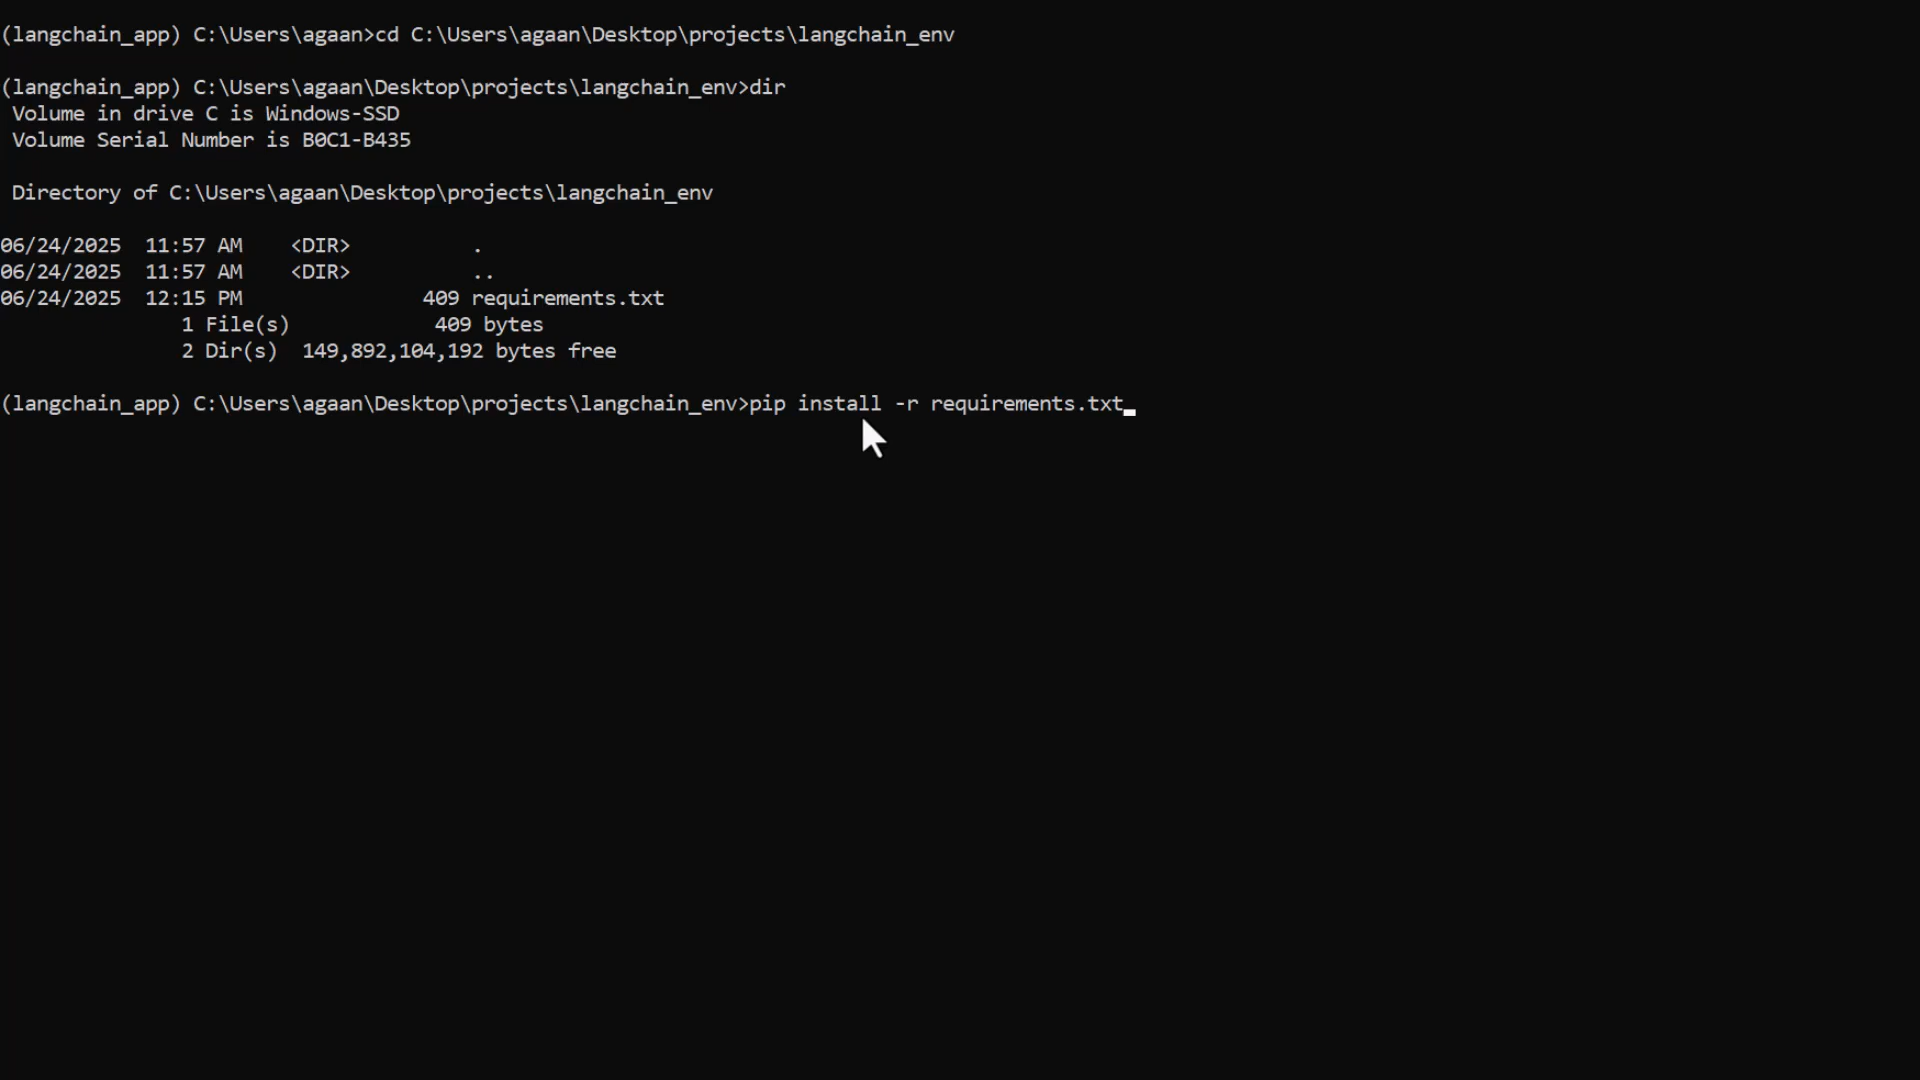 (langchain_app) C:\Users\agaan>cd C:\Users\agaan\Desktop\projects\langchain_env
(langchain_app) C:\Users\agaan\Desktop\projects\langchain_env>dir
Volume in drive C is Windows-SSD
Volume Serial Number is B0C1-B435
Directory of C:\Users\agaan\Desktop\projects\langchain_env
06/24/2025  11:57 AM    <DIR>          .
06/24/2025  11:57 AM    <DIR>          ..
06/24/2025  12:15 PM               409 requirements.txt
1 File(s)            409 bytes
2 Dir(s)  149,892,104,192 bytes free
(langchain_app) C:\Users\agaan\Desktop\projects\langchain_env>pip install -r requirements.txt